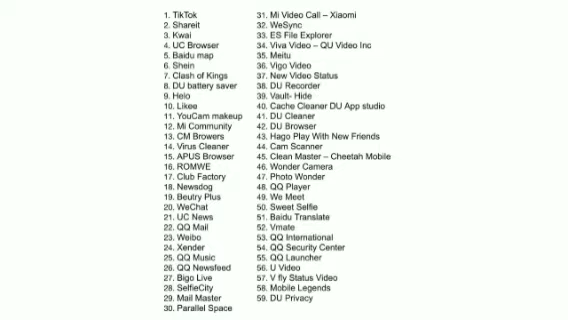 1. TikTok
2. Shareit
3. Kwai
4. UC Browser
5. Baidu map
6. Shein
7. Clash of Kings
8. DU battery saver
9. Helo
10. Likee
11. YouCam makeup
12. Mi Community
13. CM Browers
14. Virus Cleaner
15. APUS Browser
16. ROMWE
17. Club Factory
18. Newsdog
19. Beutry Plus
20. WeChat
21. UC News
22. QQ Mail
23. Weibo
24. Xender
25. QQ Music
26. QQ Newsfeed
27. Bigo Live
28. SelfieCity
29. Mail Master
30. Parallel Space
31. Mi Video Call – Xiaomi
32. WeSync
33. ES File Explorer
34. Viva Video – QU Video Inc
35. Meitu
36. Vigo Video
37. New Video Status
38. DU Recorder
39. Vault- Hide
40. Cache Cleaner DU App studio
41. DU Cleaner
42. DU Browser
43. Hago Play With New Friends
44. Cam Scanner
45. Clean Master – Cheetah Mobile
46. Wonder Camera
47. Photo Wonder
48. QQ Player
49. We Meet
50. Sweet Selfie
51. Baidu Translate
52. Vmate
53. QQ International
54. QQ Security Center
55. QQ Launcher
56. U Video
57. V fly Status Video
58. Mobile Legends
59. DU Privacy